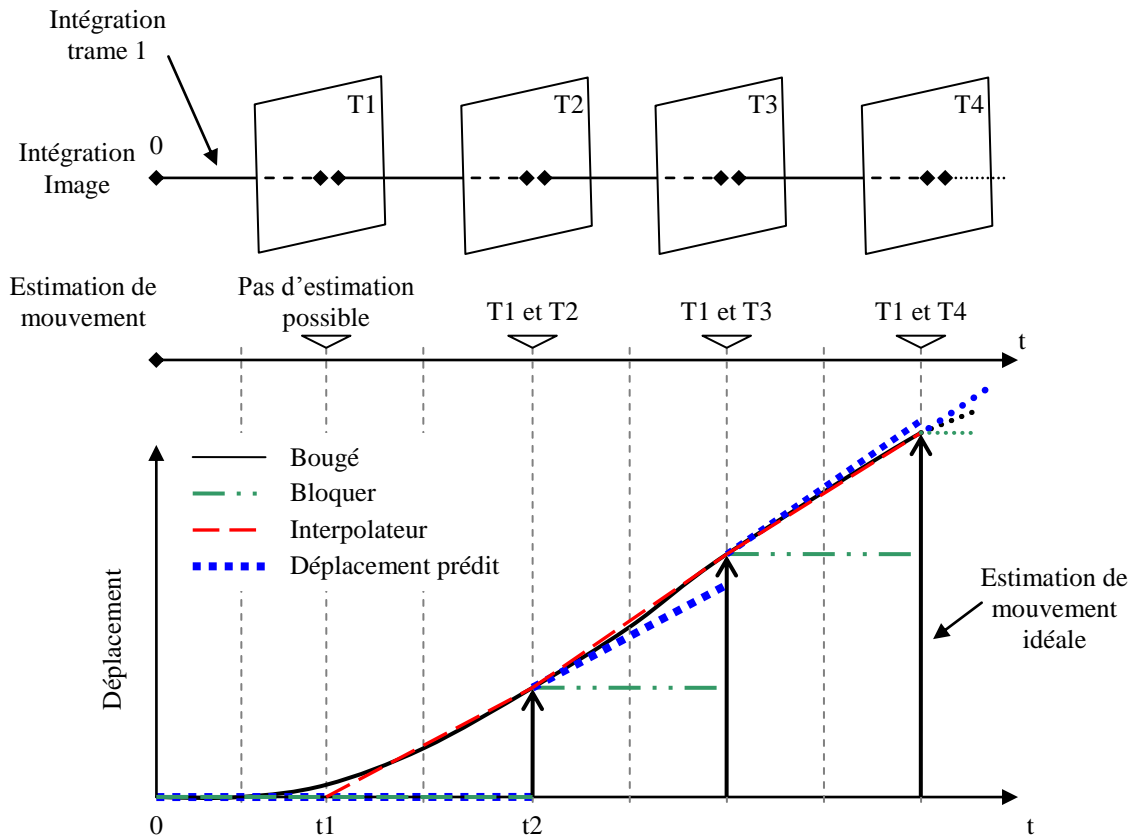 Intégration
trame 1
T1
T2
T3
T4
0
Intégration
Image
Estimation de
mouvement
Pas d’estimation
possible
T1 et T2
T1 et T3
T1 et T4
t
Bougé
Bloquer
Interpolateur
Déplacement prédit
Déplacement
Estimation de
mouvement
idéale
0
t1
t2
t